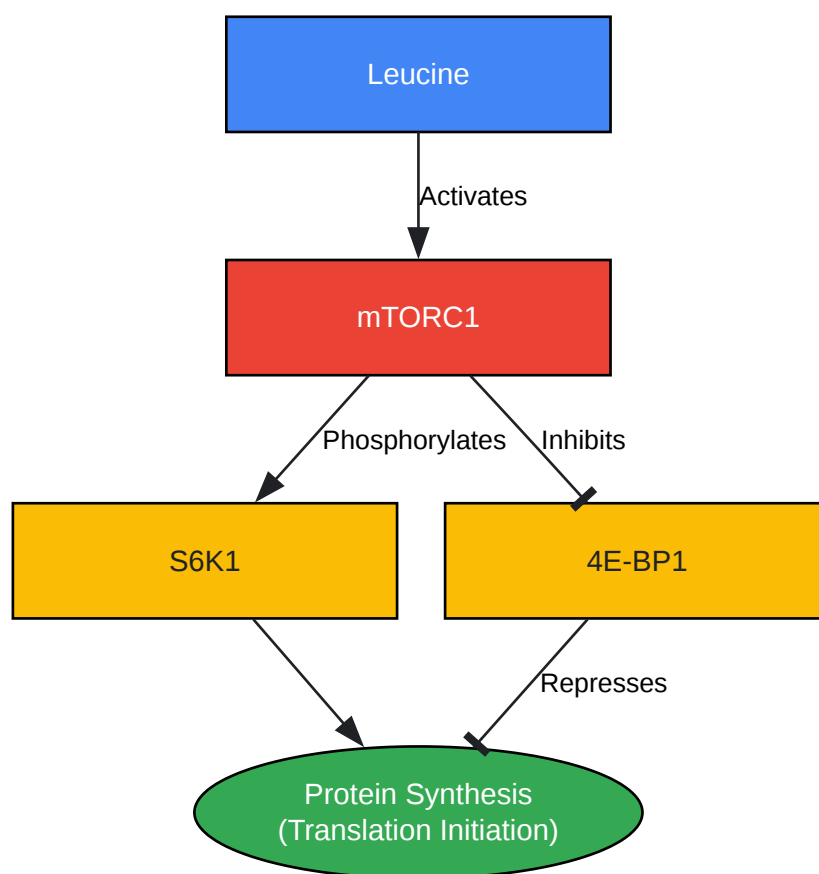 Leucine
Activates
mTORC1
Phosphorylates
Inhibits
S6K1
4E-BP1
Represses
Protein Synthesis
(Translation Initiation)